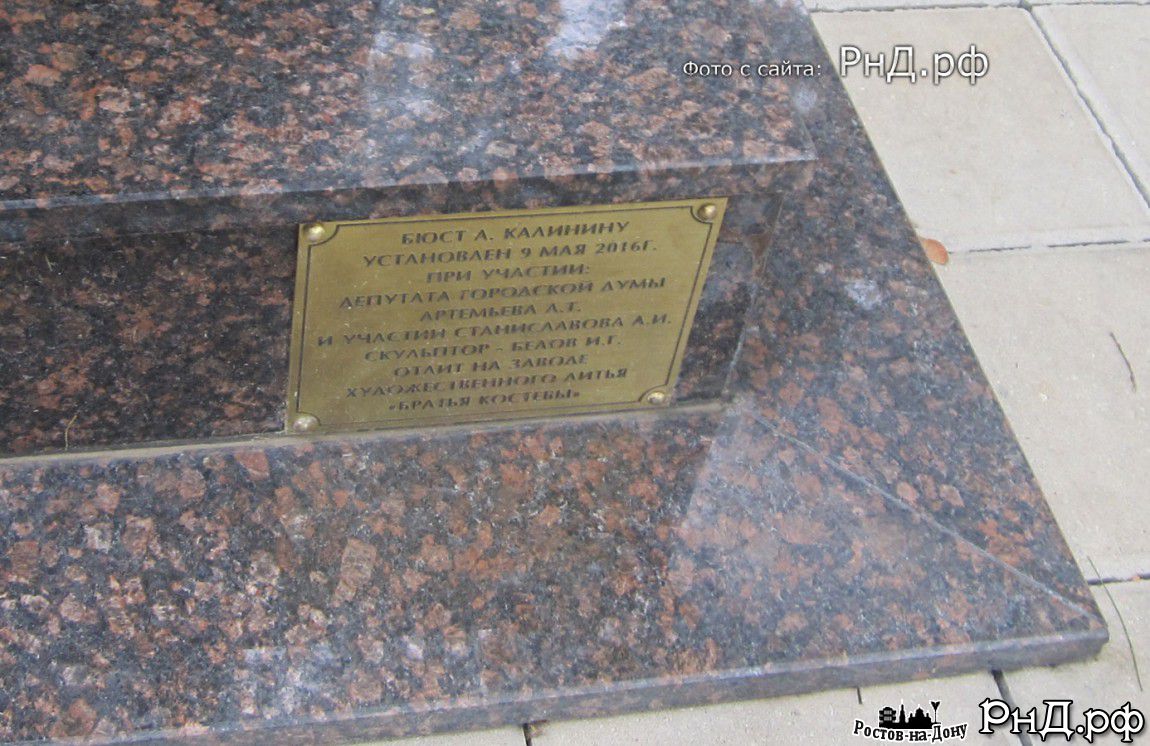 Фото с сайта: РнД.рф
БЮСТ А. КАЛИНИНУ
УСТАНОВЛЕН 9 МАЯ 2016Г.
ПРИ УЧАСТИИ:
ДЕПУТАТА ГОРОДСКОЙ ДУМЫ
АРТЕМЬЕВА А.Т.
И УЧАСТИИ СТАНИСЛАВОВА А.И.
СКУЛЬПТОР - БЕЛОВ И.Г.
ОТЛИТ НА ЗАВОДЕ
ХУДОЖЕСТВЕННОГО ЛИТЬЯ
«БРАТЬЯ КОСТЕВЫ»
Ростов-на-Дону РнД.рф